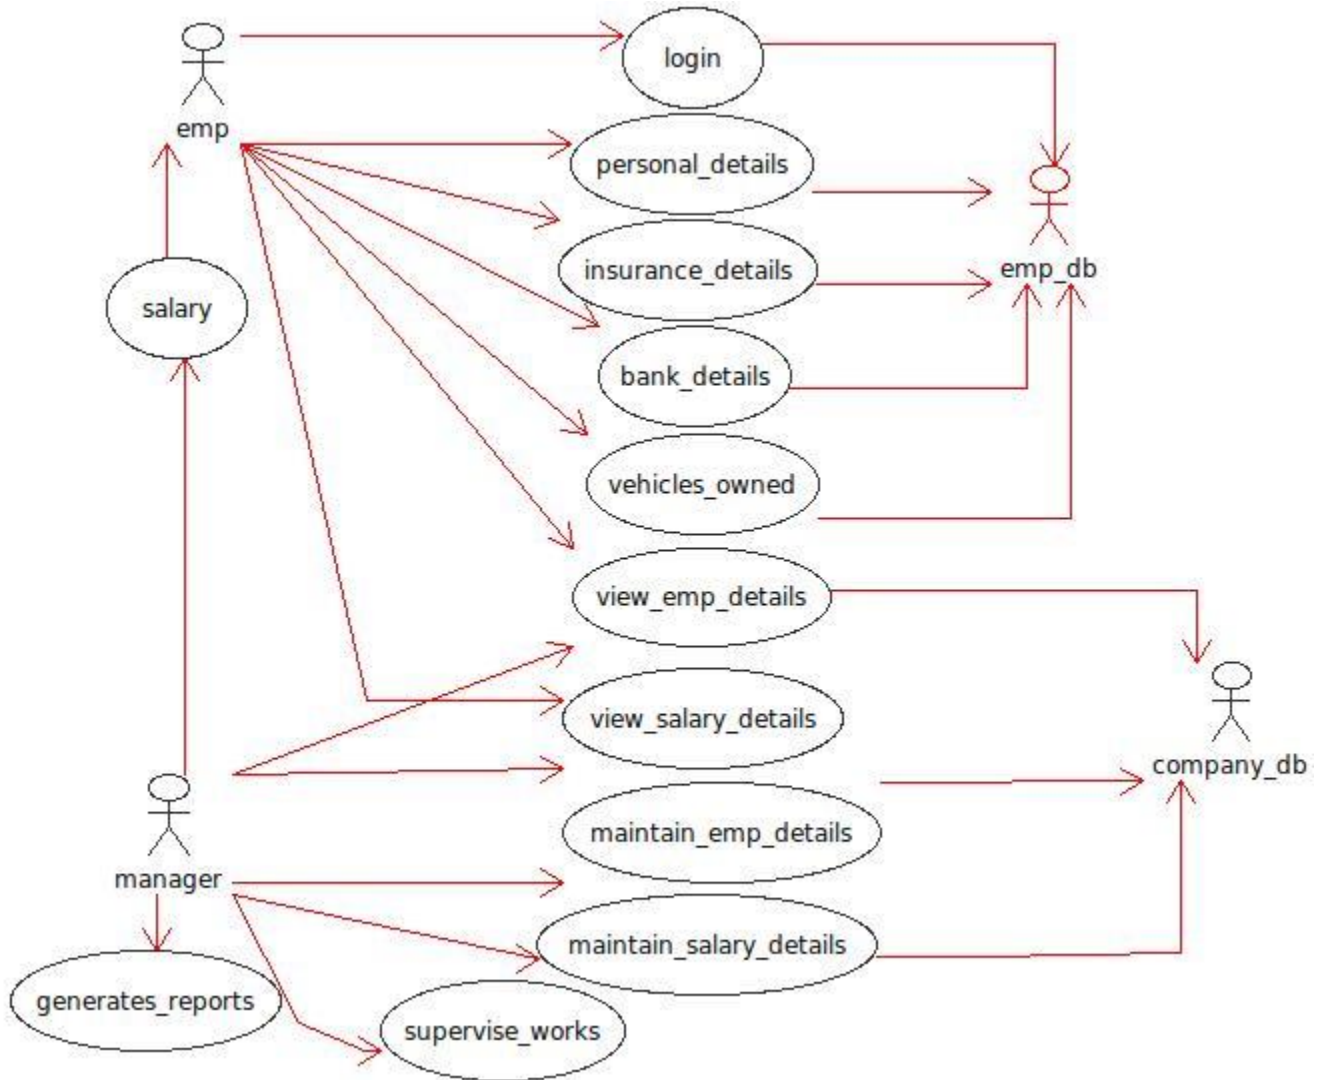 login
emp
personal_details
emp_db
insurance_details
salary
bank_details
vehicles_owned
view_emp_details
view_salary_details
company_db
maintain_emp_details
manager
maintain_salary_details
generates_reports
supervise_works